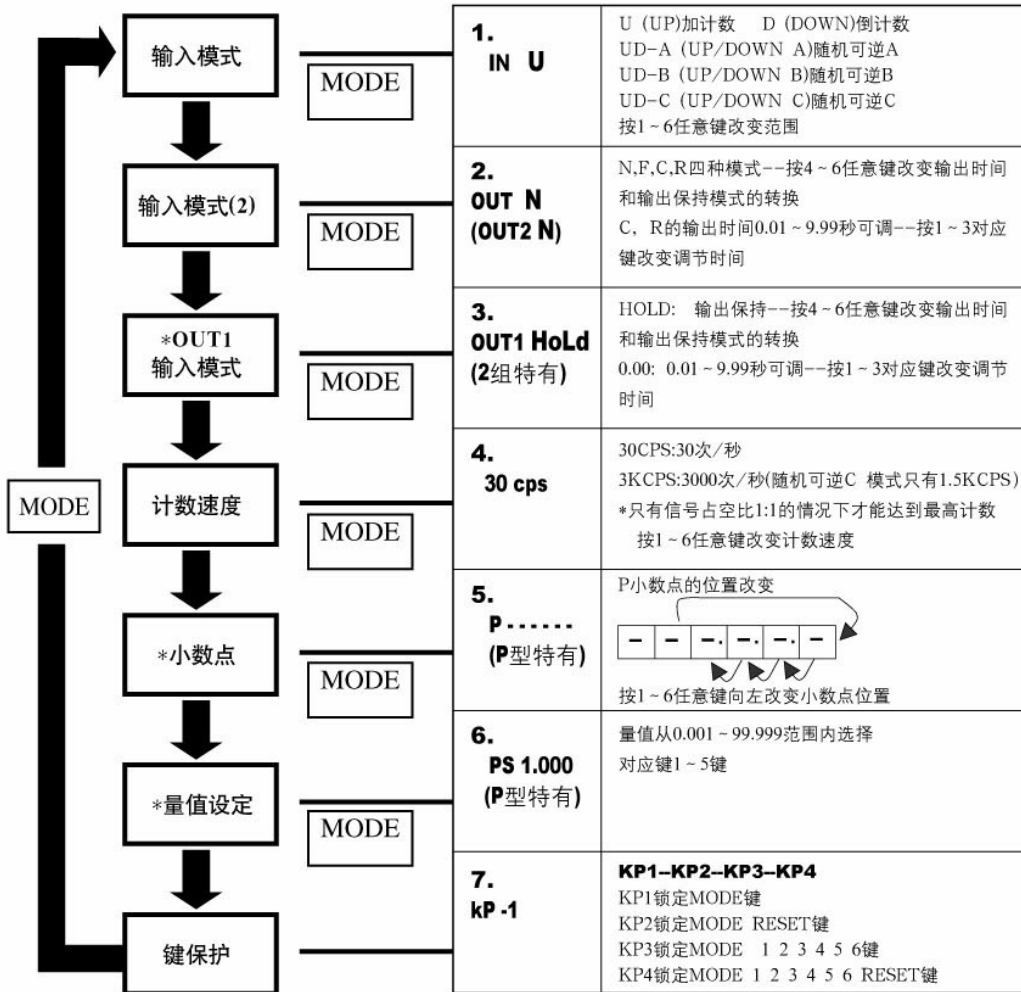 输入模式
MODE
1.
IN U
U (UP)加计数 D (DOWN)倒计数
UD-A (UP/DOWN A)随机可逆A
UD-B (UP/DOWN B)随机可逆B
UD-C (UP/DOWN C)随机可逆C
按1~6任意键改变范围
输入模式(2)
MODE
2.
OUT N
(OUT2 N)
N,F,C,R四种模式--按4~6任意键改变输出时间
和输出保持模式的转换
C, R的输出时间0.01~9.99秒可调--按1~3对应
键改变调节时间
*OUT1
输入模式
MODE
3.
OUT1 HoLd
(2组特有)
HOLD: 输出保持--按4~6任意键改变输出时间
和输出保持模式的转换
0.00: 0.01~9.99秒可调--按1~3对应键改变调节
时间
MODE
计数速度
MODE
4.
30 cps
30CPS:30次/秒
3KCPS:3000次/秒(随机可逆C 模式只有1.5KCPS)
*只有信号占空比1:1的情况下才能达到最高计数
按1~6任意键改变计数速度
*小数点
MODE
5.
P ------
(P型特有)
P小数点的位置改变
– – –. –. –. –
按1~6任意键向左改变小数点位置
*量值设定
MODE
6.
PS 1.000
(P型特有)
量值从0.001~99.999范围内选择
对应键1~5键
键保护
7.
kP -1
KP1--KP2--KP3--KP4
KP1锁定MODE键
KP2锁定MODE RESET键
KP3锁定MODE 1 2 3 4 5 6键
KP4锁定MODE 1 2 3 4 5 6 RESET键